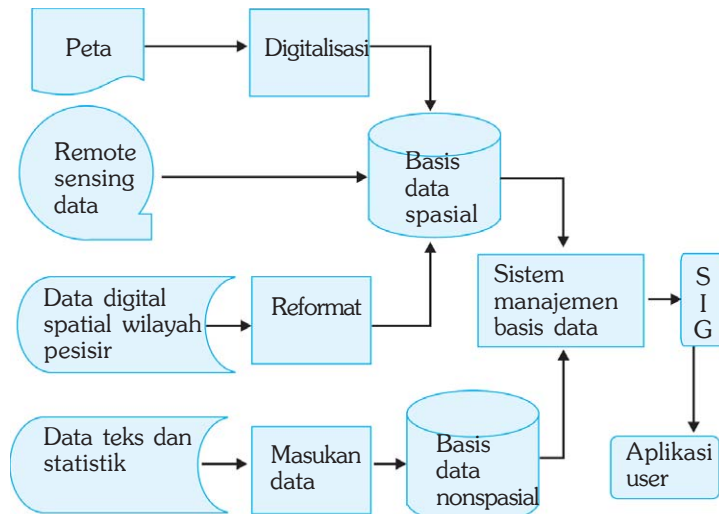 Peta
Digitalisasi
Remote
sensing
data
Basis
data
spasial
Data digital
spatial wilayah
pesisir
Reformat
Sistem
manajemen
basis data
S
I
G
Data teks dan
statistik
Masukan
data
Basis
data
nonspasial
Aplikasi
user